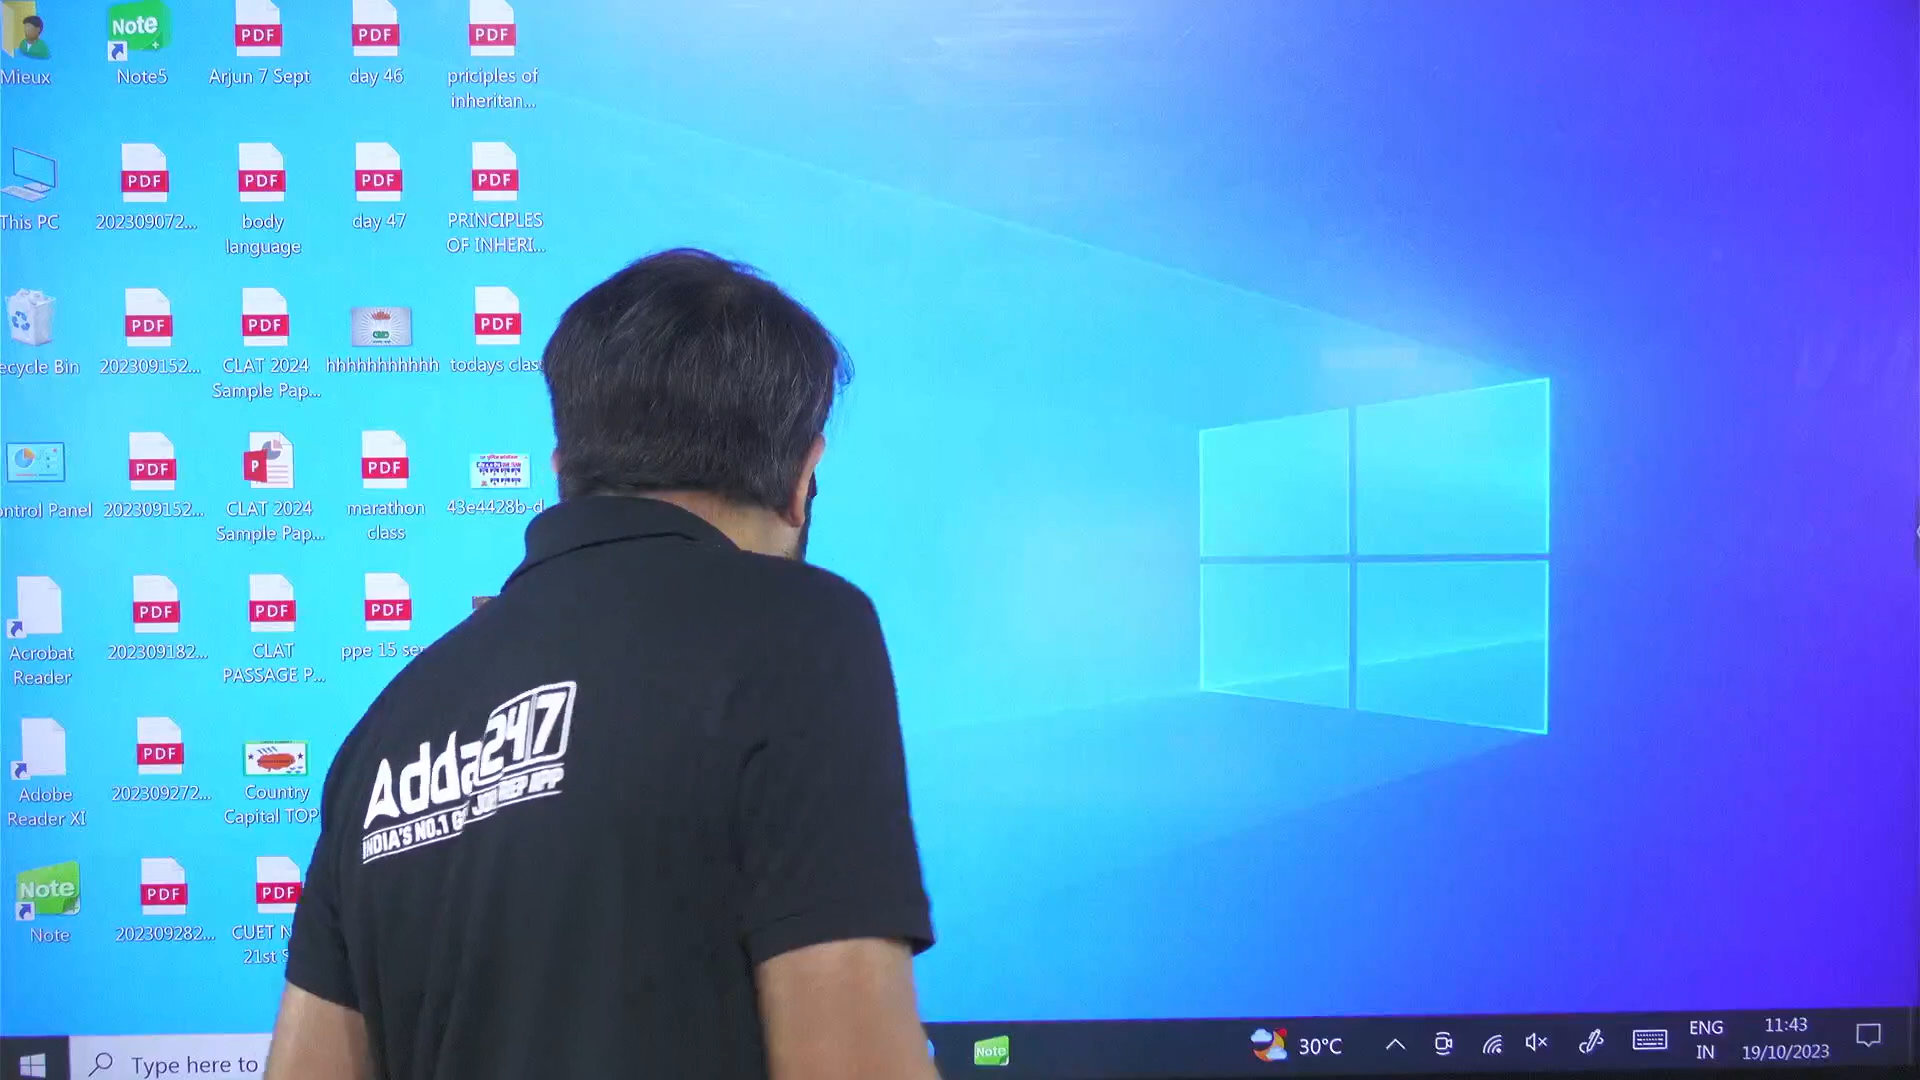 Mieux
Note
Note5
PDF
Arjun 7 Sept
PDF
day 46
PDF
priciples of
inheritan...
This PC
PDF
202309072...
PDF
body
language
PDF
day 47
PDF
PRINCIPLES
OF INHERI...
ecycle Bin
PDF
202309152...
PDF
CLAT 2024
Sample Pap...
hhhhhhhhhhh
PDF
todays clas
ontrol Panel
PDF
202309152...
P
CLAT 2024
Sample Pap...
PDF
marathon
class
43e4428b-d
Acrobat
Reader
PDF
202309182...
PDF
CLAT
PASSAGE P...
PDF
ppe 15 se
Adobe
Reader XI
PDF
202309272...
Country
Capital TOP
Note
Note
PDF
202309282...
PDF
CUET N
21st S
Adda247
INDIA'S NO.1
APP
Type here to
Note
30°C
ENG
IN
11:43
19/10/2023